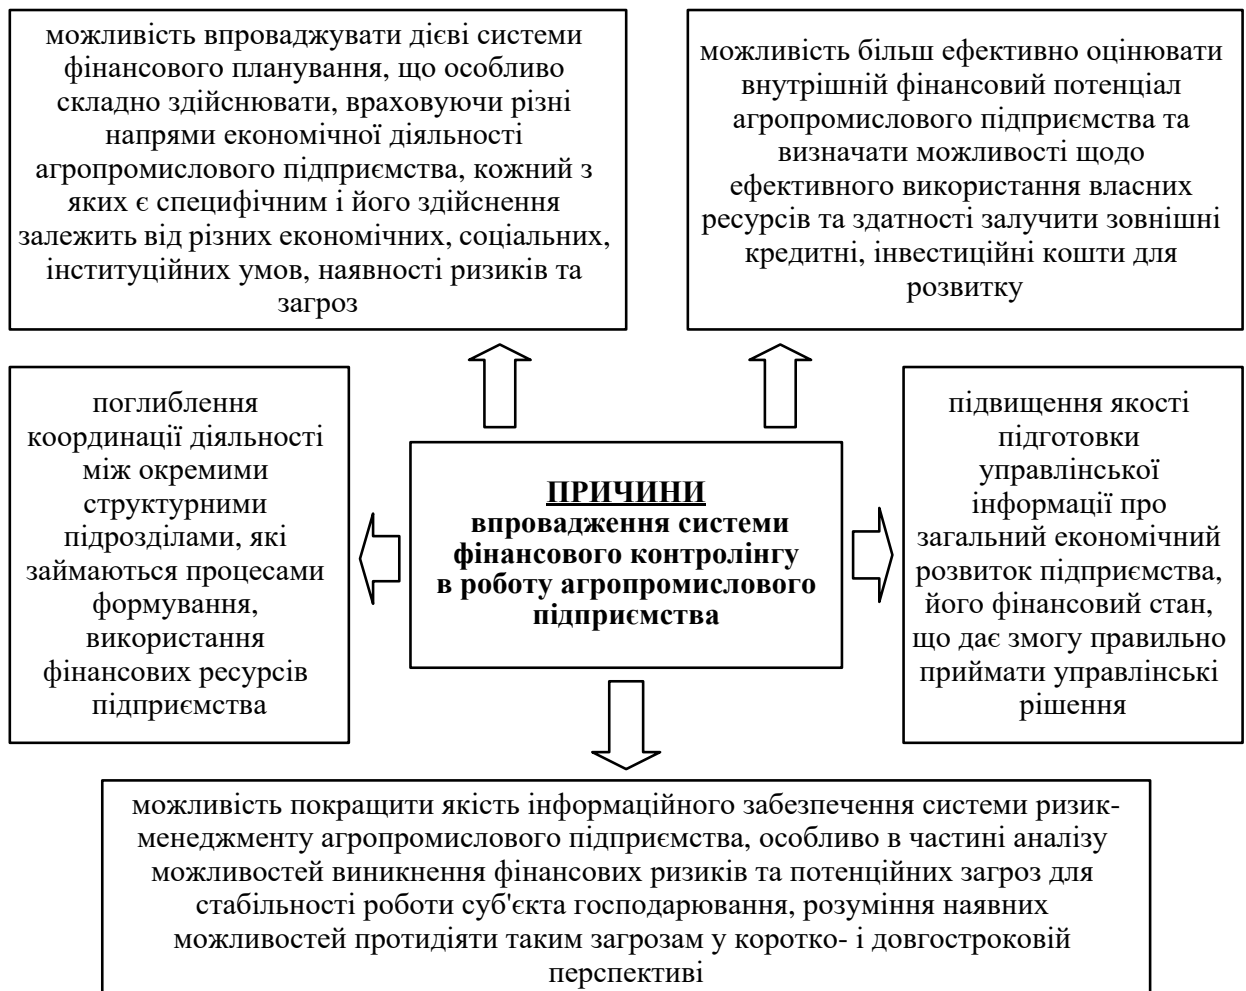 можливість впроваджувати дієві системи
фінансового планування, що особливо
складно здійснювати, враховуючи різні
напрями економічної діяльності
агропромислового підприємства, кожний з
яких є специфічним і його здійснення
залежить від різних економічних, соціальних,
інституційних умов, наявності ризиків та
загроз
можливість більш ефективно оцінювати
внутрішній фінансовий потенціал
агропромислового підприємства та
визначати можливості щодо
ефективного використання власних
ресурсів та здатності залучити зовнішні
кредитні, інвестиційні кошти для
розвитку
поглиблення
координації діяльності
між окремими
структурними
підрозділами, які
займаються процесами
формування,
використання
фінансових ресурсів
підприємства
ПРИЧИНИ
впровадження системи
фінансового контролінгу
в роботу агропромислового
підприємства
підвищення якості
підготовки
управлінської
інформації про
загальний економічний
розвиток підприємства,
його фінансовий стан,
що дає змогу правильно
приймати управлінські
рішення
можливість покращити якість інформаційного забезпечення системи ризик-
менеджменту агропромислового підприємства, особливо в частині аналізу
можливостей виникнення фінансових ризиків та потенційних загроз для
стабільності роботи суб'єкта господарювання, розуміння наявних
можливостей протидіяти таким загрозам у коротко- і довгостроковій
перспективі